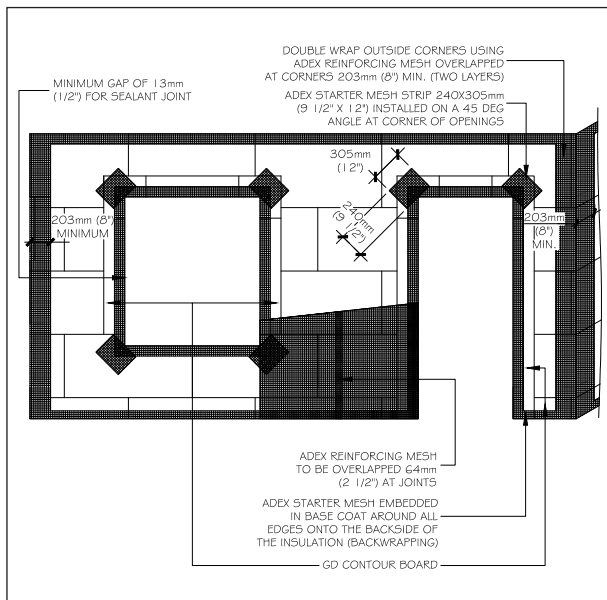 DOUBLE WRAP OUTSIDE CORNERS USING
ADEX REINFORCING MESH OVERLAPPED
AT CORNERS 203mm (8") MIN. (TWO LAYERS)
MINIMUM GAP OF 13mm
(1/2") FOR SEALANT JOINT
ADEX STARTER MESH STRIP 240X305mm
(9 1/2" X 12") INSTALLED ON A 45 DEG
ANGLE AT CORNER OF OPENINGS
305mm
(12")
240mm
(9 1/2")
203mm (8")
MINIMUM
203mm
(8")
MIN.
ADEX REINFORCING MESH
TO BE OVERLAPPED 64mm
(2 1/2") AT JOINTS
ADEX STARTER MESH EMBEDDED
IN BASE COAT AROUND ALL
EDGES ONTO THE BACKSIDE OF
THE INSULATION (BACKWRAPPING)
GD CONTOUR BOARD